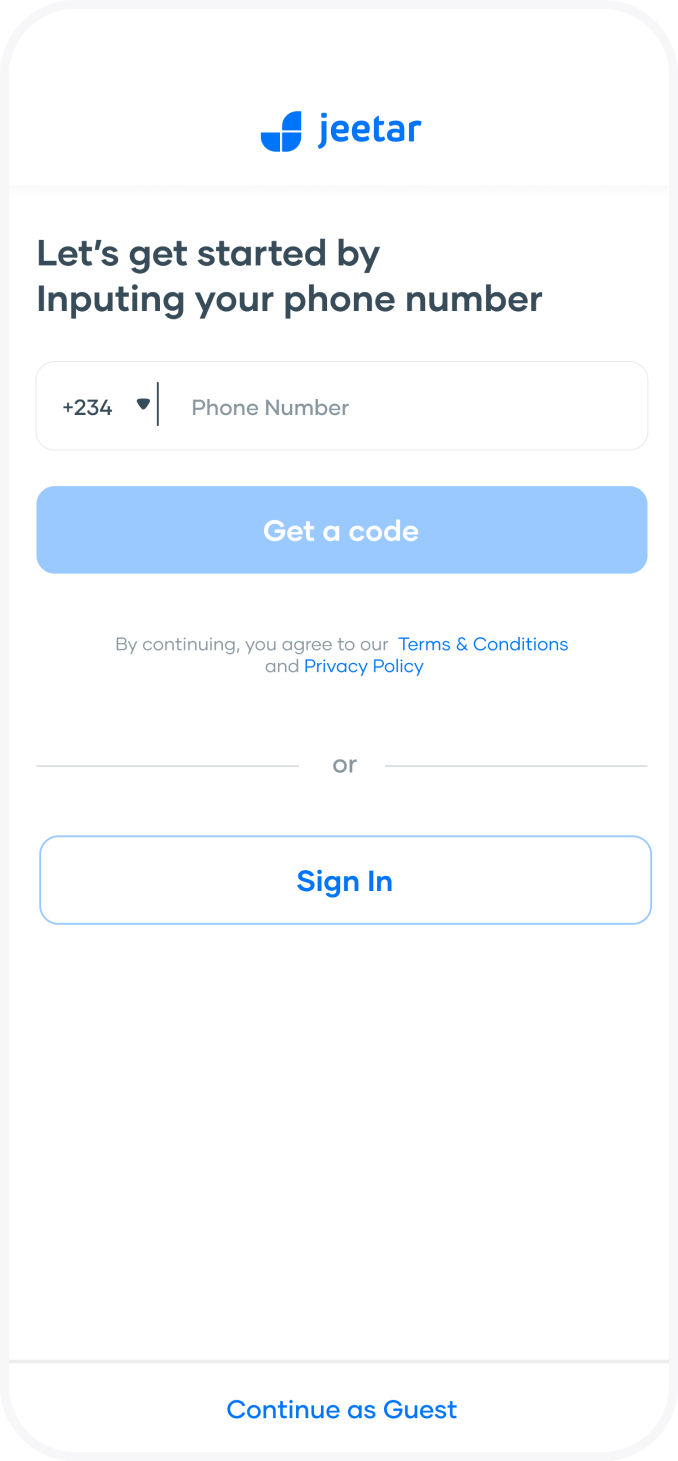 jeetar
Let’s get started by
Inputing your phone number
+234 Phone Number
Get a code
By continuing, you agree to our Terms & Conditions
and Privacy Policy
or
Sign In
Continue as Guest